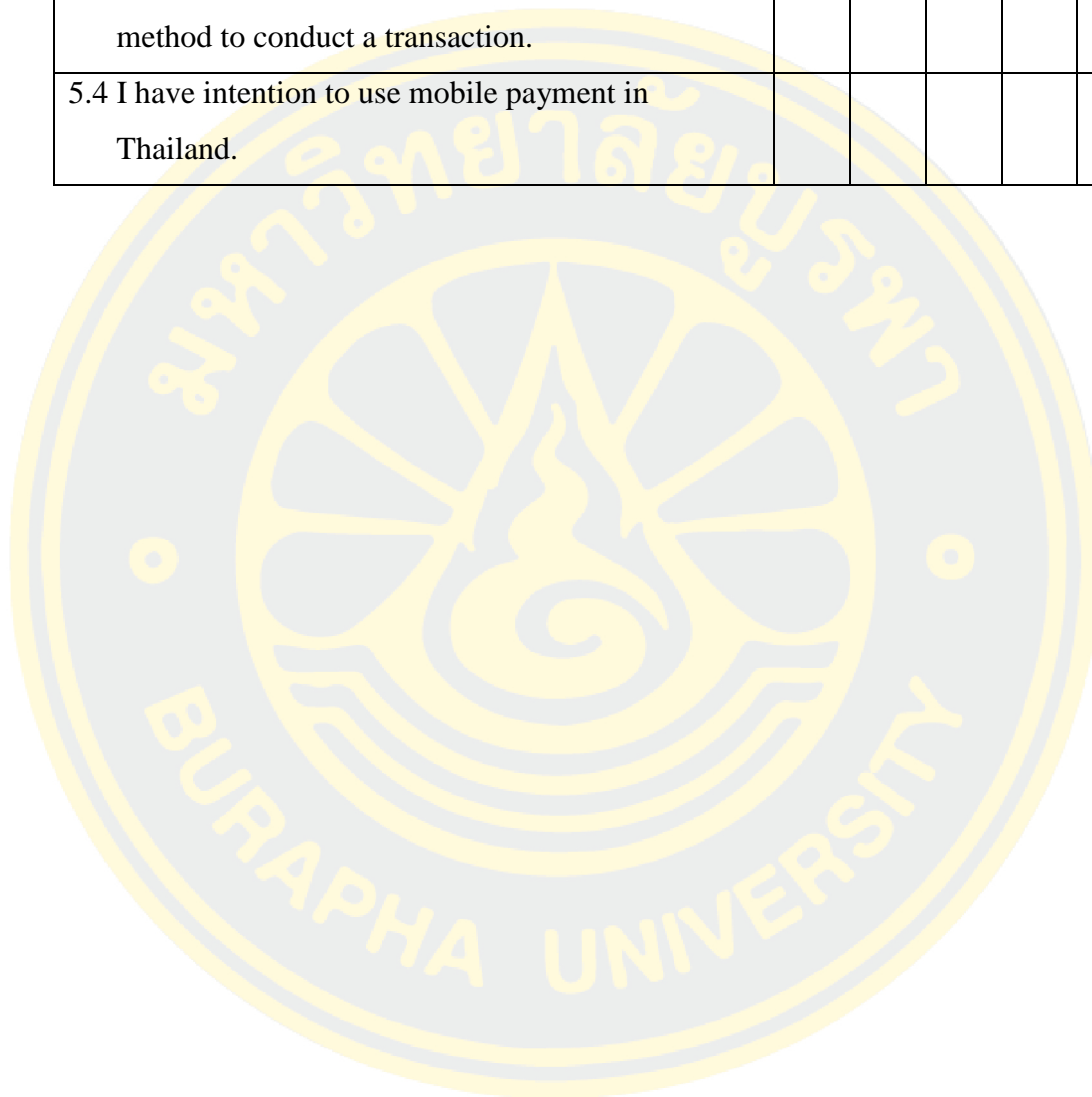 method to conduct a transaction.
5.4 I have intention to use mobile payment in
Thailand.
มหาวิทยาลัยบูรพา
BURAPHA UNIVERSITY